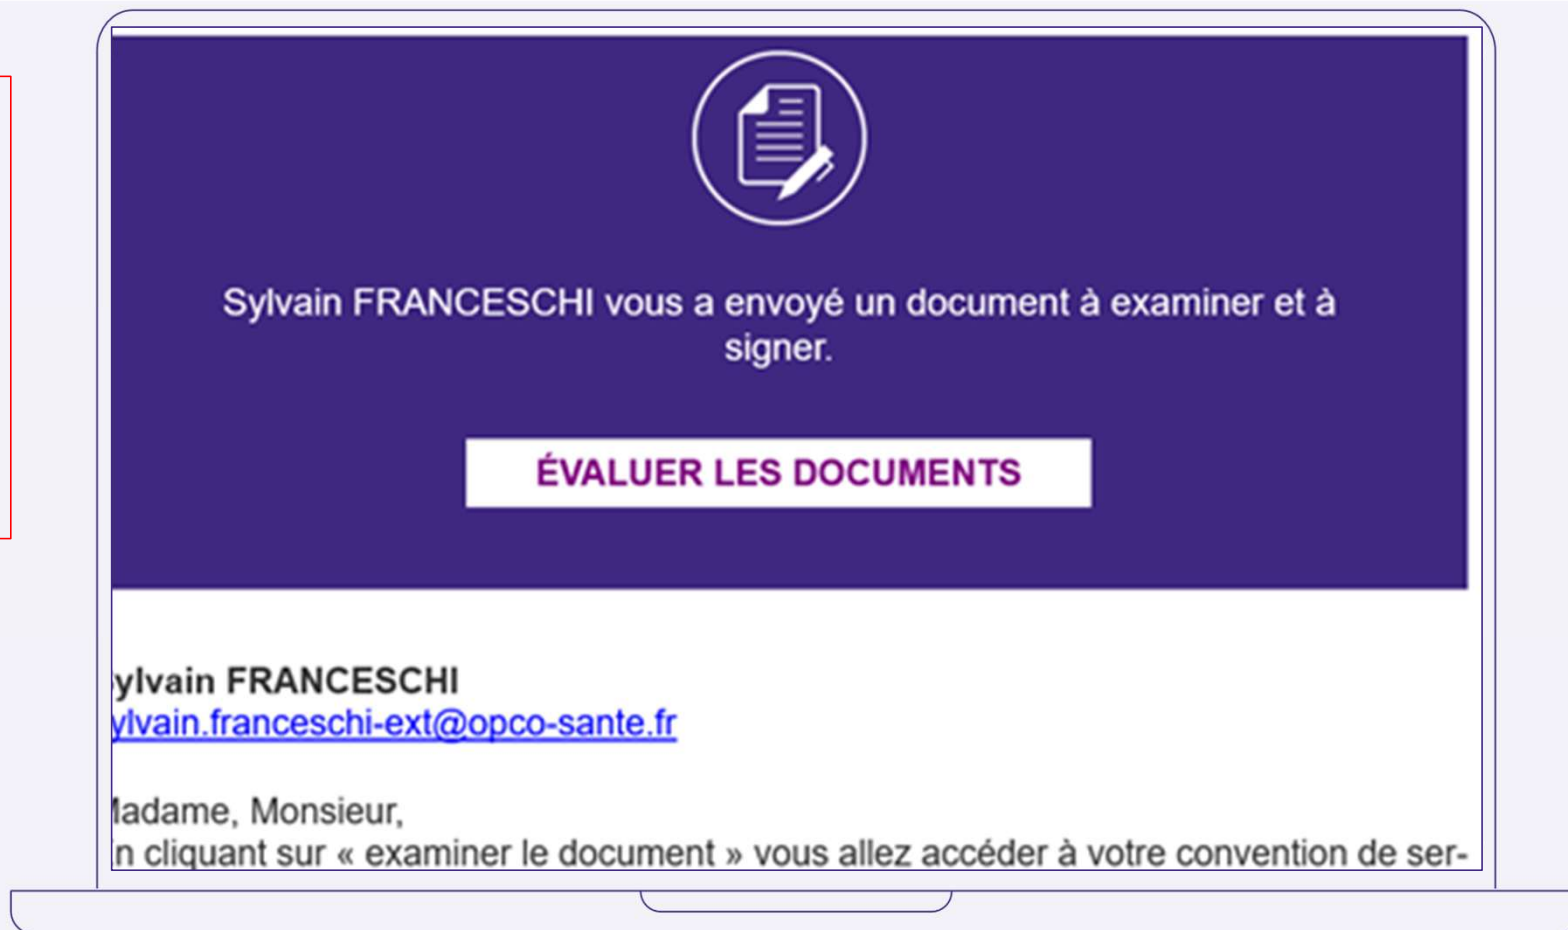 Sylvain FRANCESCHI vous a envoyé un document à examiner et à
signer.
ÉVALUER LES DOCUMENTS
ylvain FRANCESCHI
ylvain.franceschi-ext@opco-sante.fr
adame, Monsieur,
n cliquant sur « examiner le document » vous allez accéder à votre convention de ser-